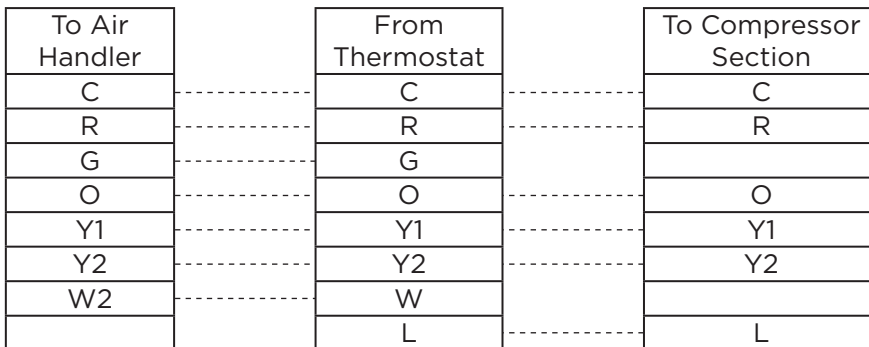 To Air Handler From Thermostat To Compressor Section
C C C
R R R
G G
O O O
Y1 Y1 Y1
Y2 Y2 Y2
W2 W
L L